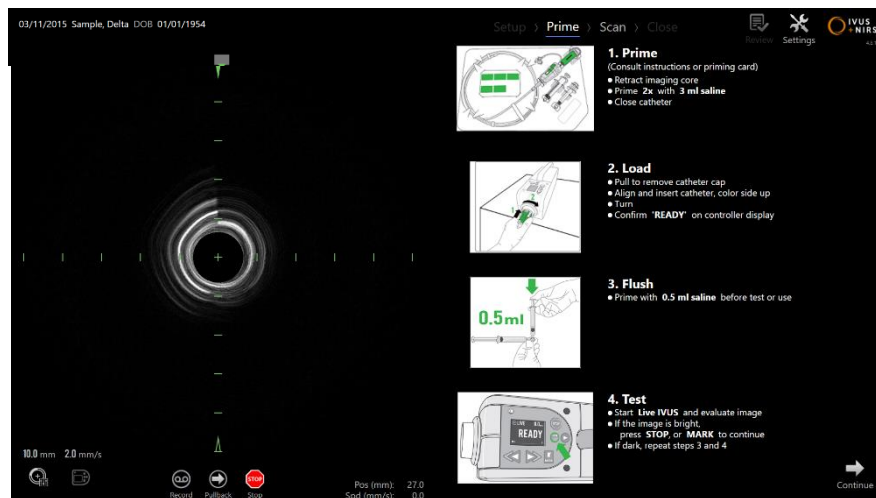 03/11/2015 Sample, Delta DOB 01/01/1954
Setup > Prime > Scan > Close
Review
Settings
IVUS
+NIRS
1. Prime
(Consult instructions or priming card)
• Retract imaging core
• Prime 2x with 3 ml saline
• Close catheter
2. Load
• Pull to remove catheter cap
• Align and insert catheter, color side up
• Turn
• Confirm 'READY' on controller display
3. Flush
• Prime with 0.5 ml saline before test or use
0.5ml
4. Test
• Start Live IVUS and evaluate image
• If the image is bright,
press STOP, or MARK to continue
• If dark, repeat steps 3 and 4
LIVE
READY
10.0 mm 2.0 mm/s
Record
Pullback
STOP
Stop
Pos (mm): 27.0
Spd (mm/s): 0.0
Continue